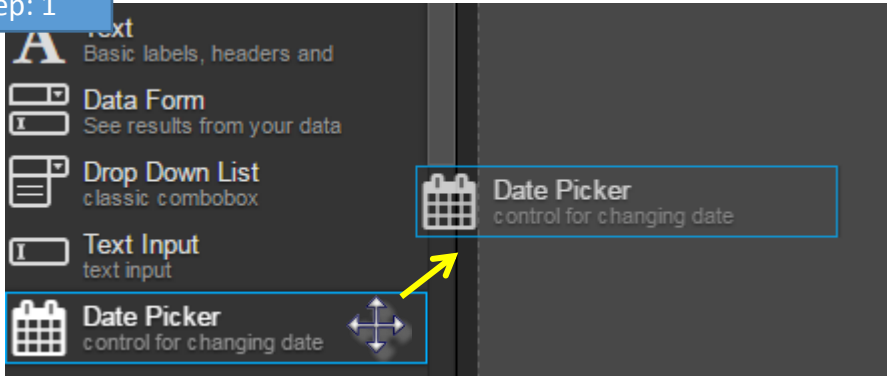 ep: 1
Text
Basic labels, headers and
Data Form
See results from your data
Drop Down List
classic combobox
Text Input
text input
Date Picker
control for changing date
Date Picker
control for changing date